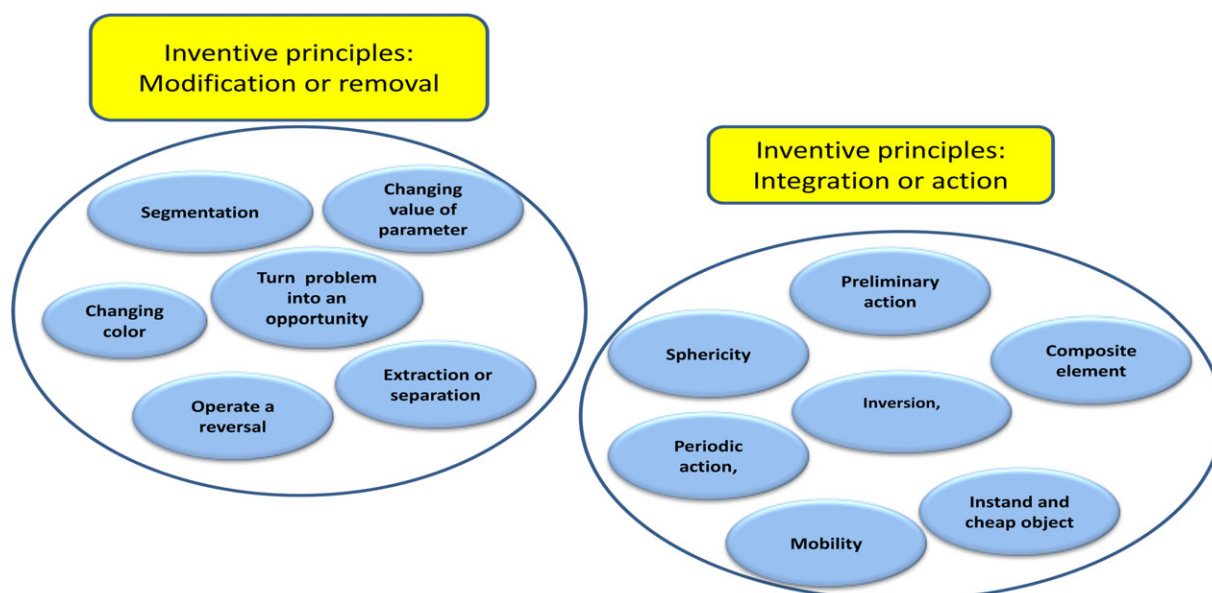 Inventive principles:
Modification or removal
Segmentation
Changing
value of
parameter
Turn problem
into an
opportunity
Changing
color
Extraction or
separation
Operate a
reversal
Inventive principles:
Integration or action
Preliminary
action
Sphericity
Composite
element
Inversion,
Periodic
action,
Instand and
cheap object
Mobility